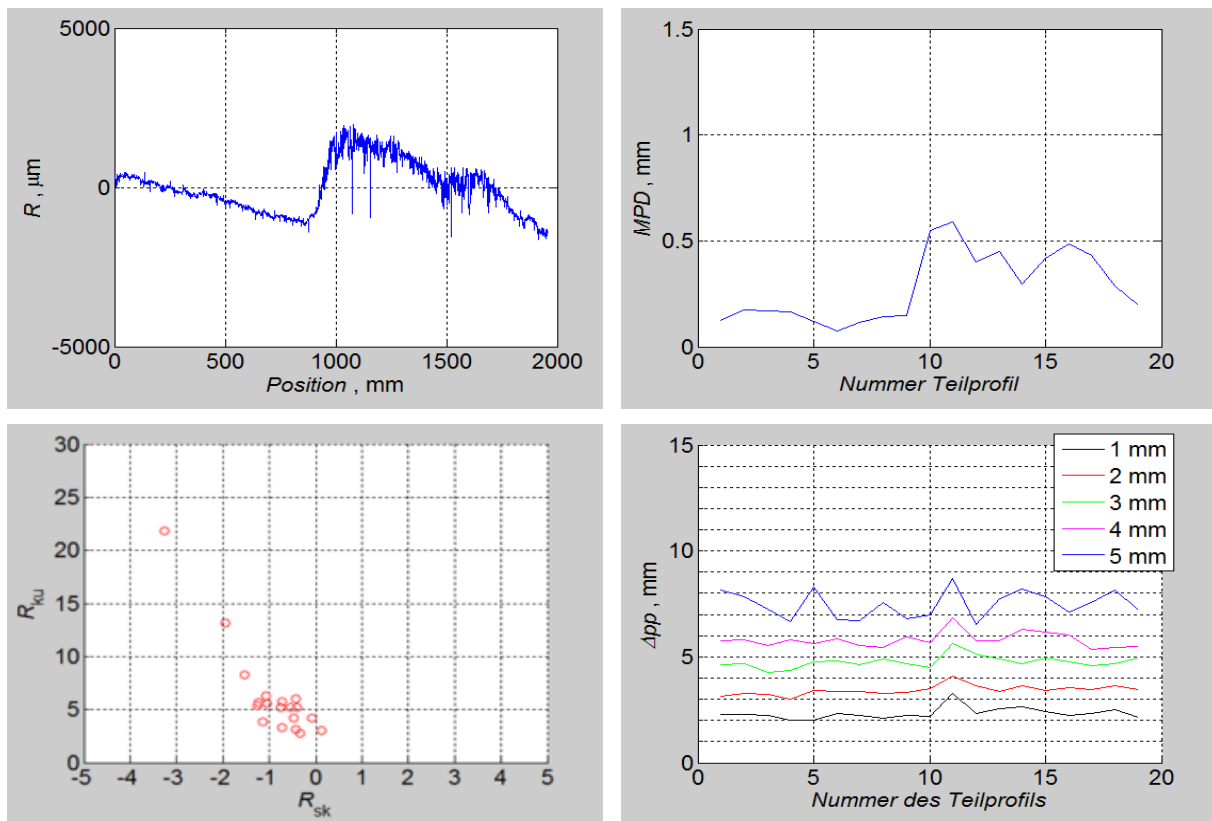 5000
0
-5000
R , μm
0 500 1000 1500 2000
Position , mm
1.5
1
0.5
0
MPD , mm
0 5 10 15 20
Nummer Teilprofil
30
25
20
15
10
5
0
Rku
-5 -4 -3 -2 -1 0 1 2 3 4 5
Rsk
15
10
5
0
Δpp , mm
1 mm
2 mm
3 mm
4 mm
5 mm
0 5 10 15 20
Nummer des Teilprofils